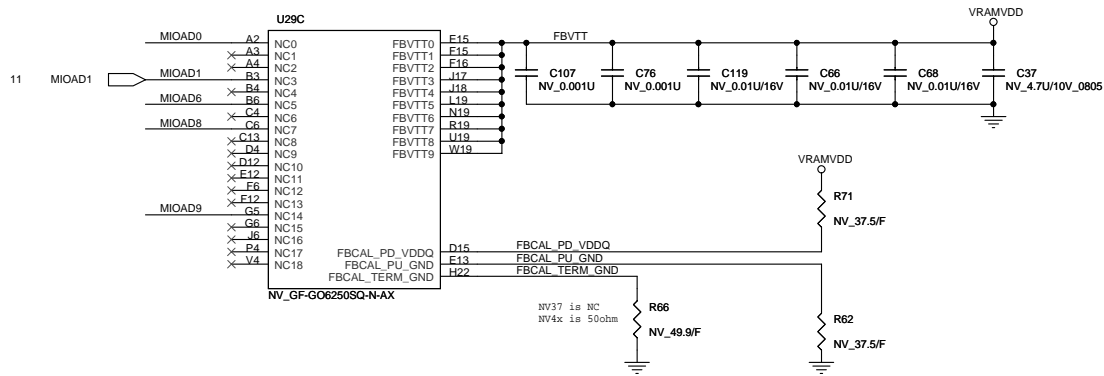 U29C
VRAMVDD
MIOAD0 A2 NC0 FBVTT0 E15 FBVTT
A3 NC1 FBVTT1 F15
A4 NC2 FBVTT2 F16
11 MIOAD1 MIOAD1 B3 NC3 FBVTT3 J17
B4 NC4 FBVTT4 J18
MIOAD6 B6 NC5 FBVTT5 L19
C4 NC6 FBVTT6 N19
MIOAD8 C6 NC7 FBVTT7 R19
C13 NC8 FBVTT8 U19
D4 NC9 FBVTT9 W19
D12 NC10
E12 NC11
F6 NC12
F12 NC13
MIOAD9 G5 NC14
G6 NC15
J6 NC16
P4 NC17 FBCAL_PD_VDDQ D15 FBCAL_PD_VDDQ
V4 NC18 FBCAL_PU_GND E13 FBCAL_PU_GND
FBCAL_TERM_GND H22 FBCAL_TERM_GND
NV_GF-GO6250SQ-N-AX
C107
NV_0.001U
C76
NV_0.001U
C119
NV_0.01U/16V
C66
NV_0.01U/16V
C68
NV_0.01U/16V
C37
NV_4.7U/10V_0805
VRAMVDD
R71
NV_37.5/F
NV37 is NC
NV4x is 50ohm
R66
NV_49.9/F
R62
NV_37.5/F